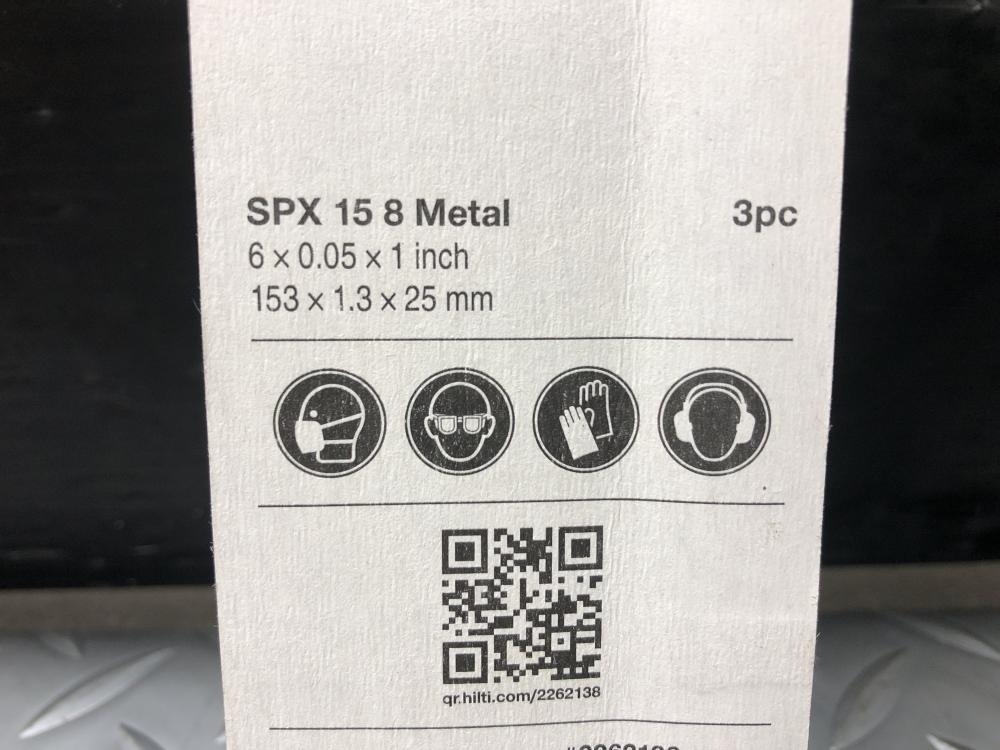 SPX 15 8 Metal 3pc
6 × 0.05 × 1 inch
153 × 1.3 × 25 mm
qr.hilti.com/2262138